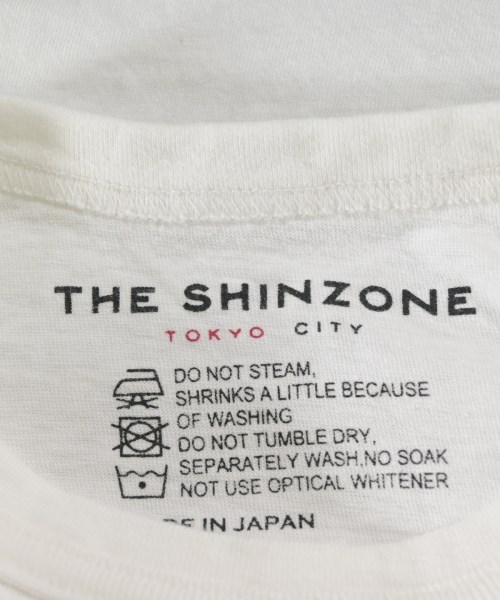 THE SHINZONE
TOKYO CITY
DO NOT STEAM,
SHRINKS A LITTLE BECAUSE
OF WASHING
DO NOT TUMBLE DRY,
SEPARATELY WASH,NO SOAK
NOT USE OPTICAL WHITENER
IN JAPAN